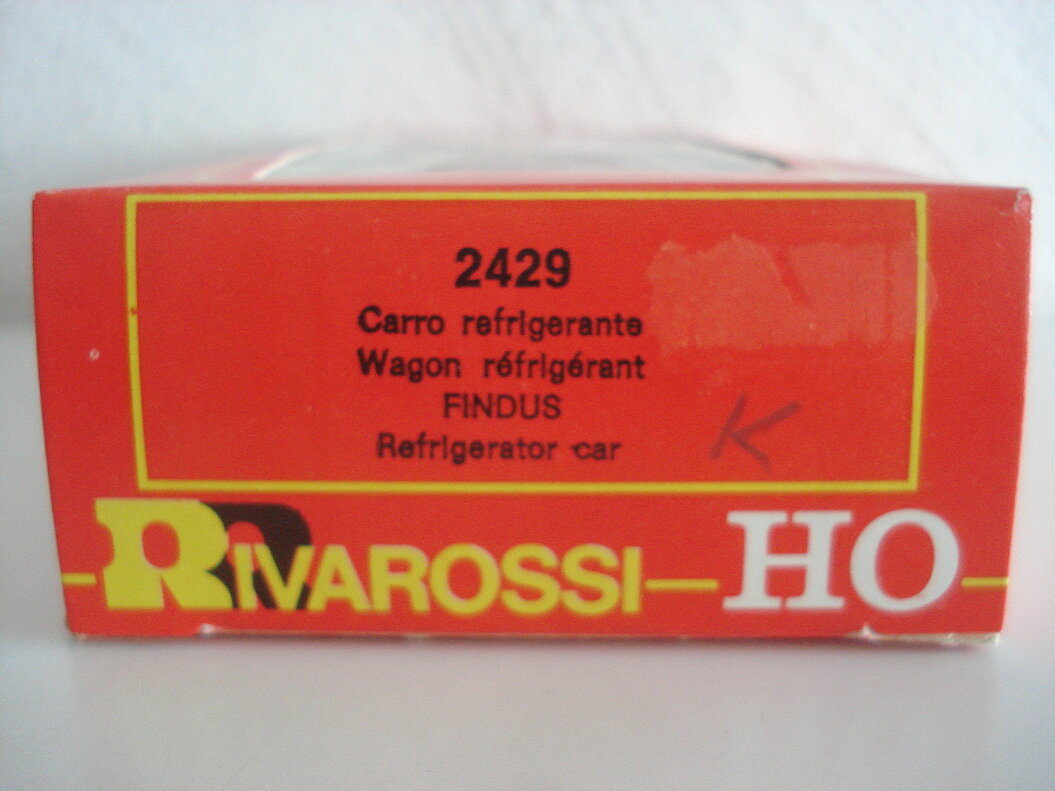 2429
Carro refrigerante
Wagon réfrigérant
FINDUS
Refrigerator car
K
RIVAROSSI HO